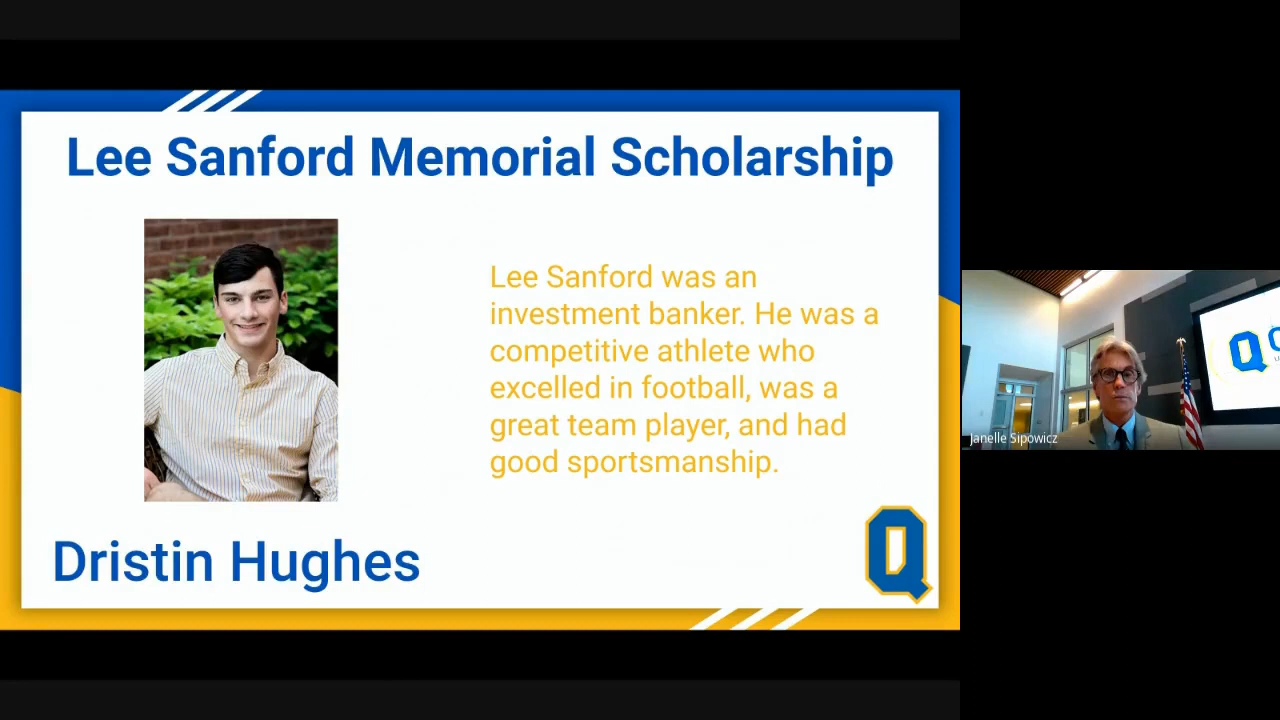 Lee Sanford Memorial Scholarship
Lee Sanford was an
investment banker. He was a
competitive athlete who
excelled in football, was a
great team player, and had
good sportsmanship.
Dristin Hughes
Q
Q
Janelle Sipowicz